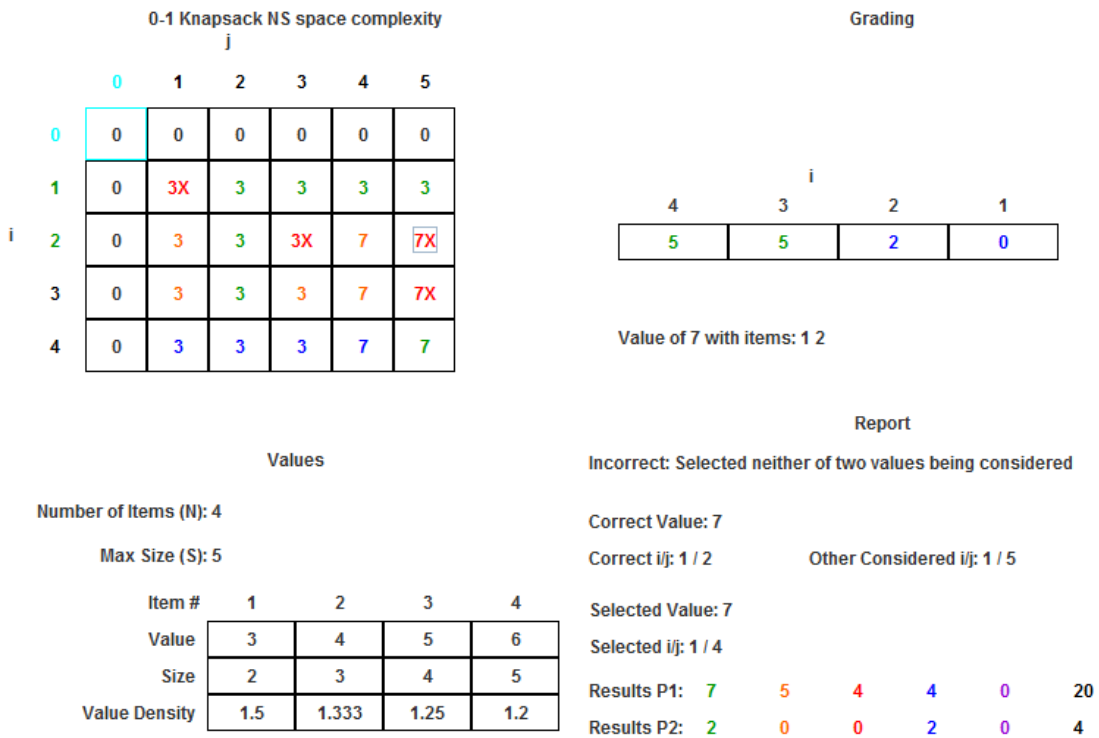 0-1 Knapsack NS space complexity
j
0 1 2 3 4 5
0 0 0 0 0 0 0
1 0 3X 3 3 3 3
i 2 0 3 3 3X 7 7X
3 0 3 3 3 7 7X
4 0 3 3 3 7 7
Grading
i
4 3 2 1
5 5 2 0
Value of 7 with items: 1 2
Values
Number of Items (N): 4
Max Size (S): 5
Item # 1 2 3 4
Value 3 4 5 6
Size 2 3 4 5
Value Density 1.5 1.333 1.25 1.2
Report
Incorrect: Selected neither of two values being considered
Correct Value: 7
Correct i/j: 1 / 2 Other Considered i/j: 1 / 5
Selected Value: 7
Selected i/j: 1 / 4
Results P1: 7 5 4 4 0 20
Results P2: 2 0 0 2 0 4